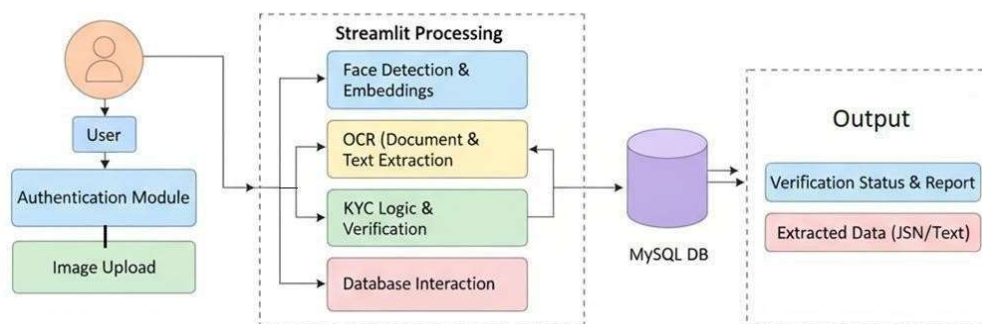 User
Authentication Module
Image Upload
Streamlit Processing
Face Detection &
Embeddings
OCR (Document &
Text Extraction
KYC Logic &
Verification
Database Interaction
MySQL DB
Output
Verification Status & Report
Extracted Data (JSN/Text)